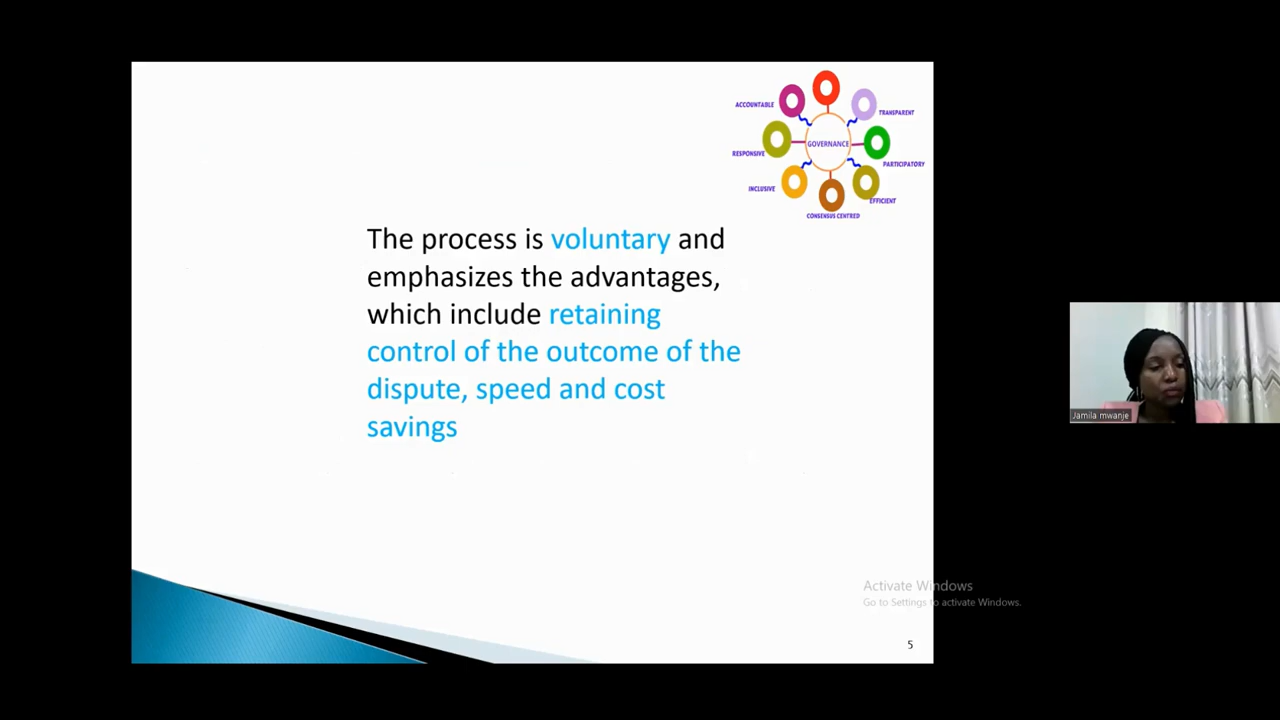 ACCOUNTABLE
TRANSPARENT
GOVERNANCE
RESPONSIVE
PARTICIPATORY
INCLUSIVE
EFFICIENT
CONSENSUS CENTRED
The process is voluntary and
emphasizes the advantages,
which include retaining
control of the outcome of the
dispute, speed and cost
savings
Jamila mwanje
Activate Windows
Go to Settings to activate Windows.
5